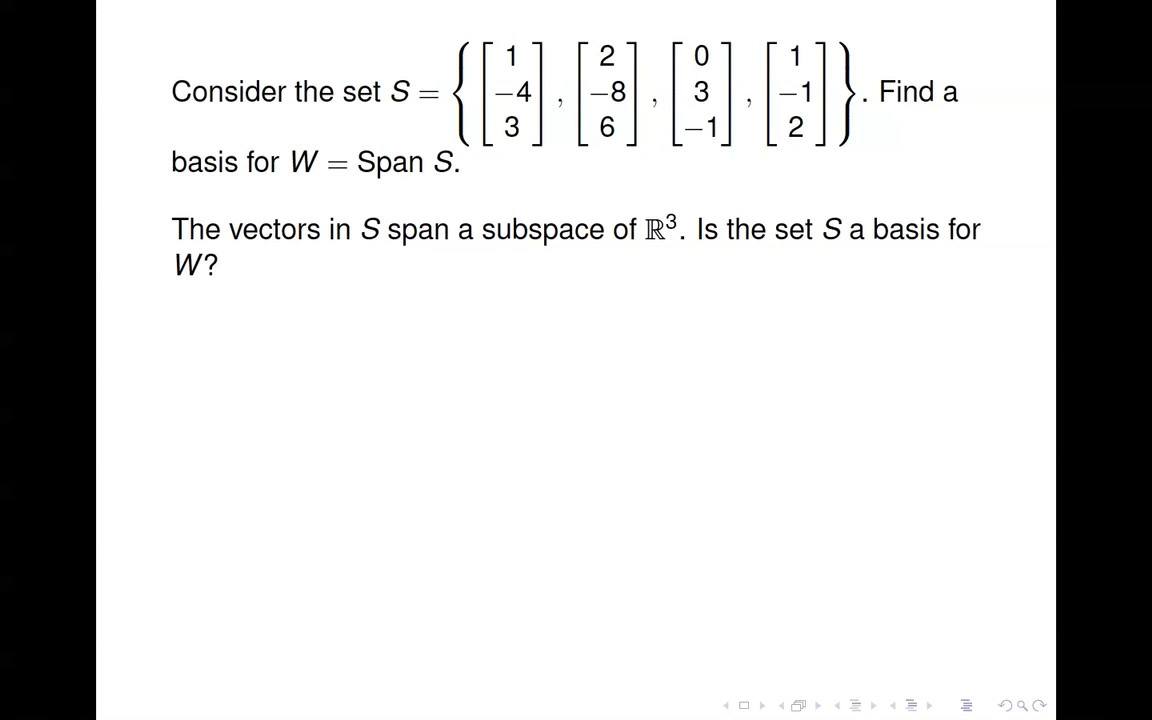 Consider the set S = { [1 −4 3], [2 −8 6], [0 3 −1], [1 −1 2] }. Find a
basis for W = Span S.
The vectors in S span a subspace of ℝ³. Is the set S a basis for
W?